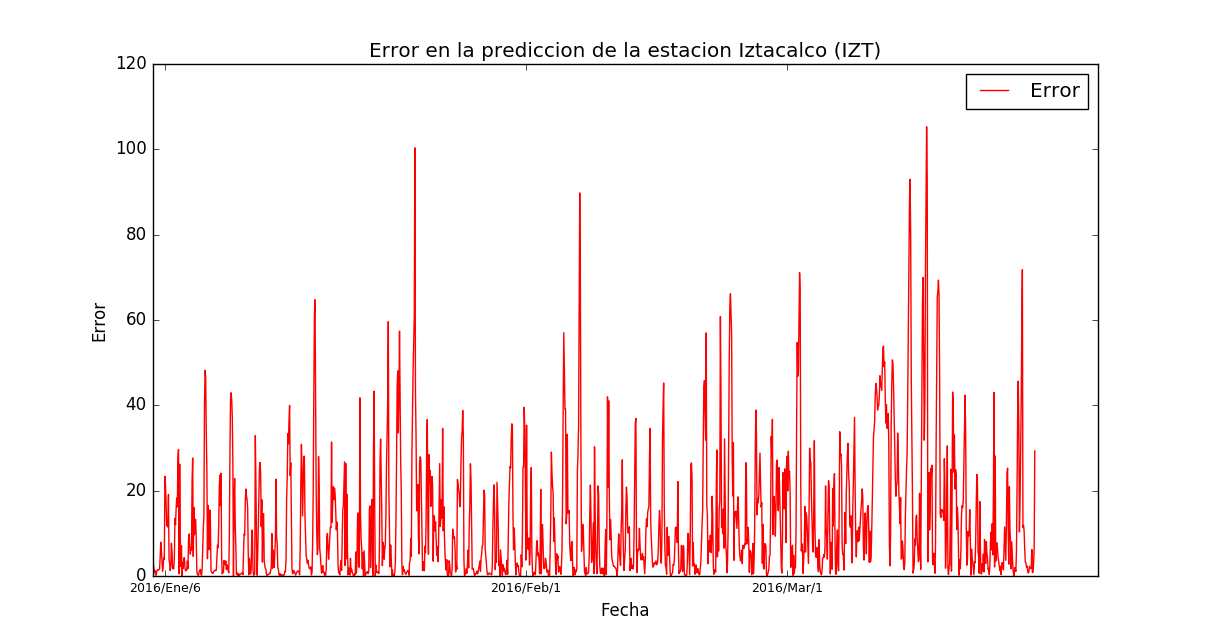 Error en la prediccion de la estacion Iztacalco (IZT)
Error
120
100
80
60
40
20
0
Error
2016/Ene/6
2016/Feb/1
2016/Mar/1
Fecha